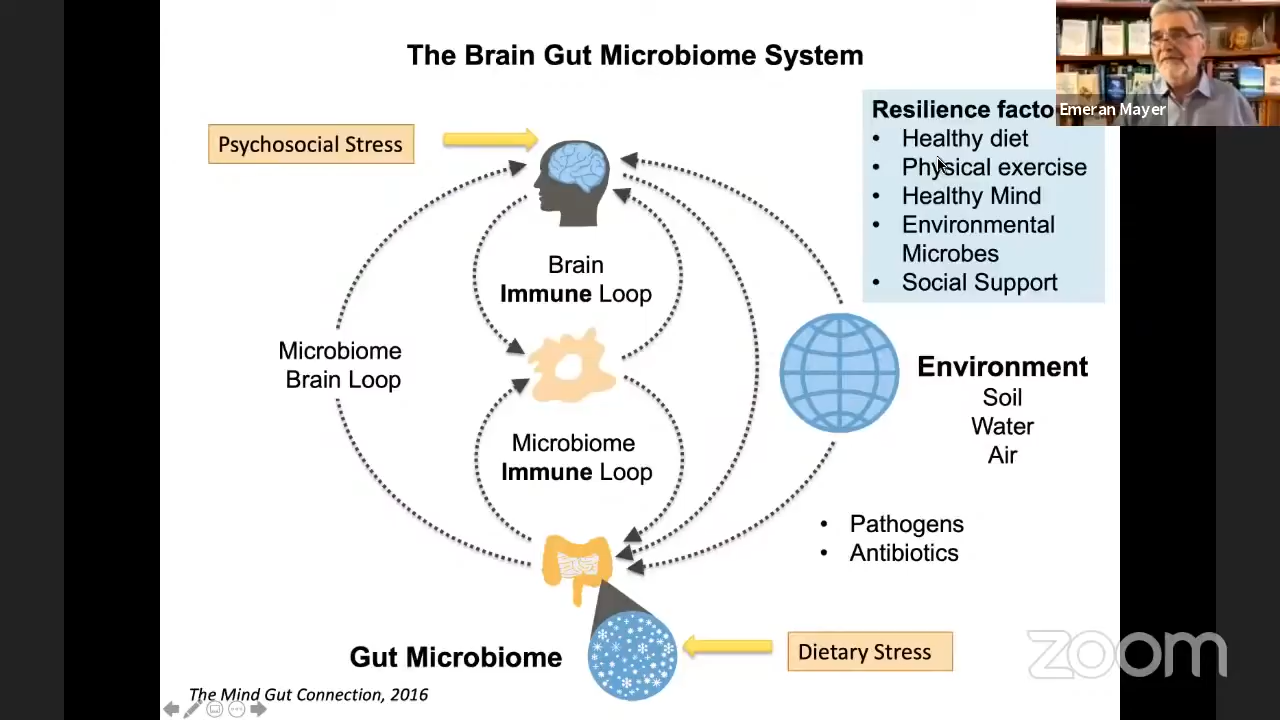 The Brain Gut Microbiome System
Emeran Mayer
Resilience facto
• Healthy diet
• Physical exercise
• Healthy Mind
• Environmental
Microbes
• Social Support
Psychosocial Stress
Brain
Immune Loop
Microbiome
Brain Loop
Environment
Soil
Water
Air
Microbiome
Immune Loop
• Pathogens
• Antibiotics
Gut Microbiome
Dietary Stress
The Mind Gut Connection, 2016
zoom